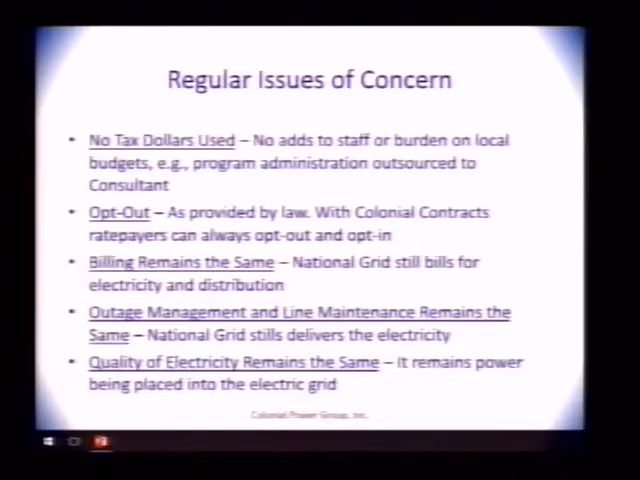 Regular Issues of Concern
• No Tax Dollars Used – No adds to staff or burden on local
budgets, e.g., program administration outsourced to
Consultant
• Opt-Out – As provided by law. With Colonial Contracts
ratepayers can always opt-out and opt-in
• Billing Remains the Same – National Grid still bills for
electricity and distribution
• Outage Management and Line Maintenance Remains the
Same – National Grid stills delivers the electricity
• Quality of Electricity Remains the Same – It remains power
being placed into the electric grid
Colonial Power Group, Inc.